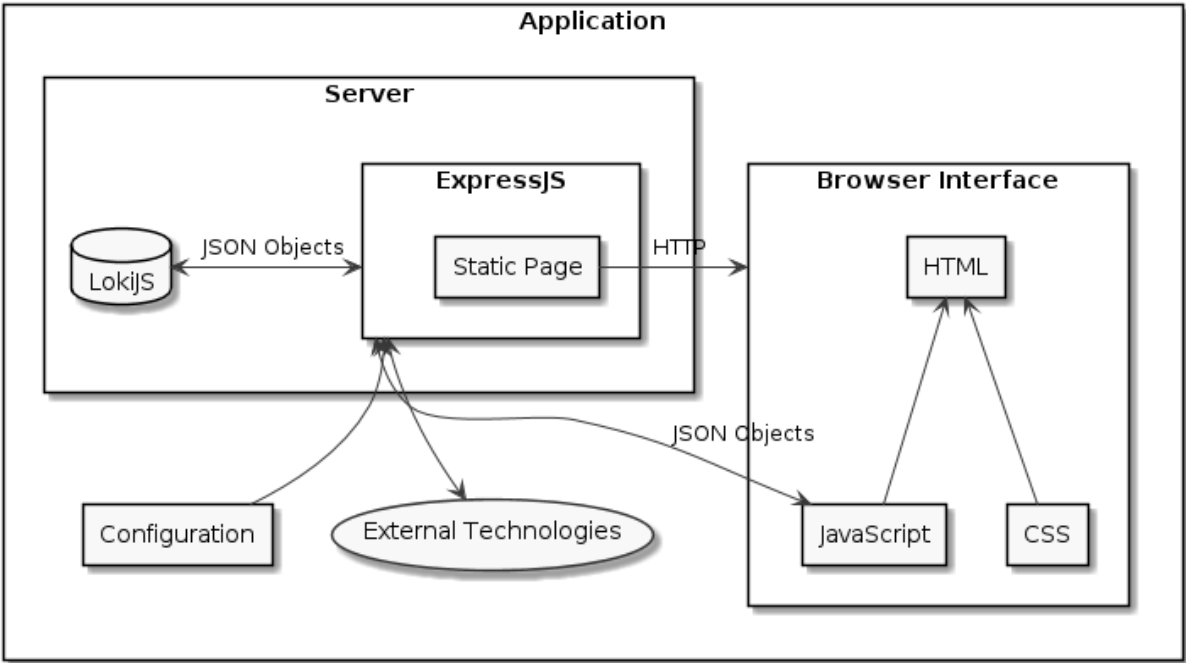 Application
Server
ExpressJS
Browser Interface
LokiJS
JSON Objects
Static Page
HTTP
HTML
JSON Objects
Configuration
External Technologies
JavaScript
CSS